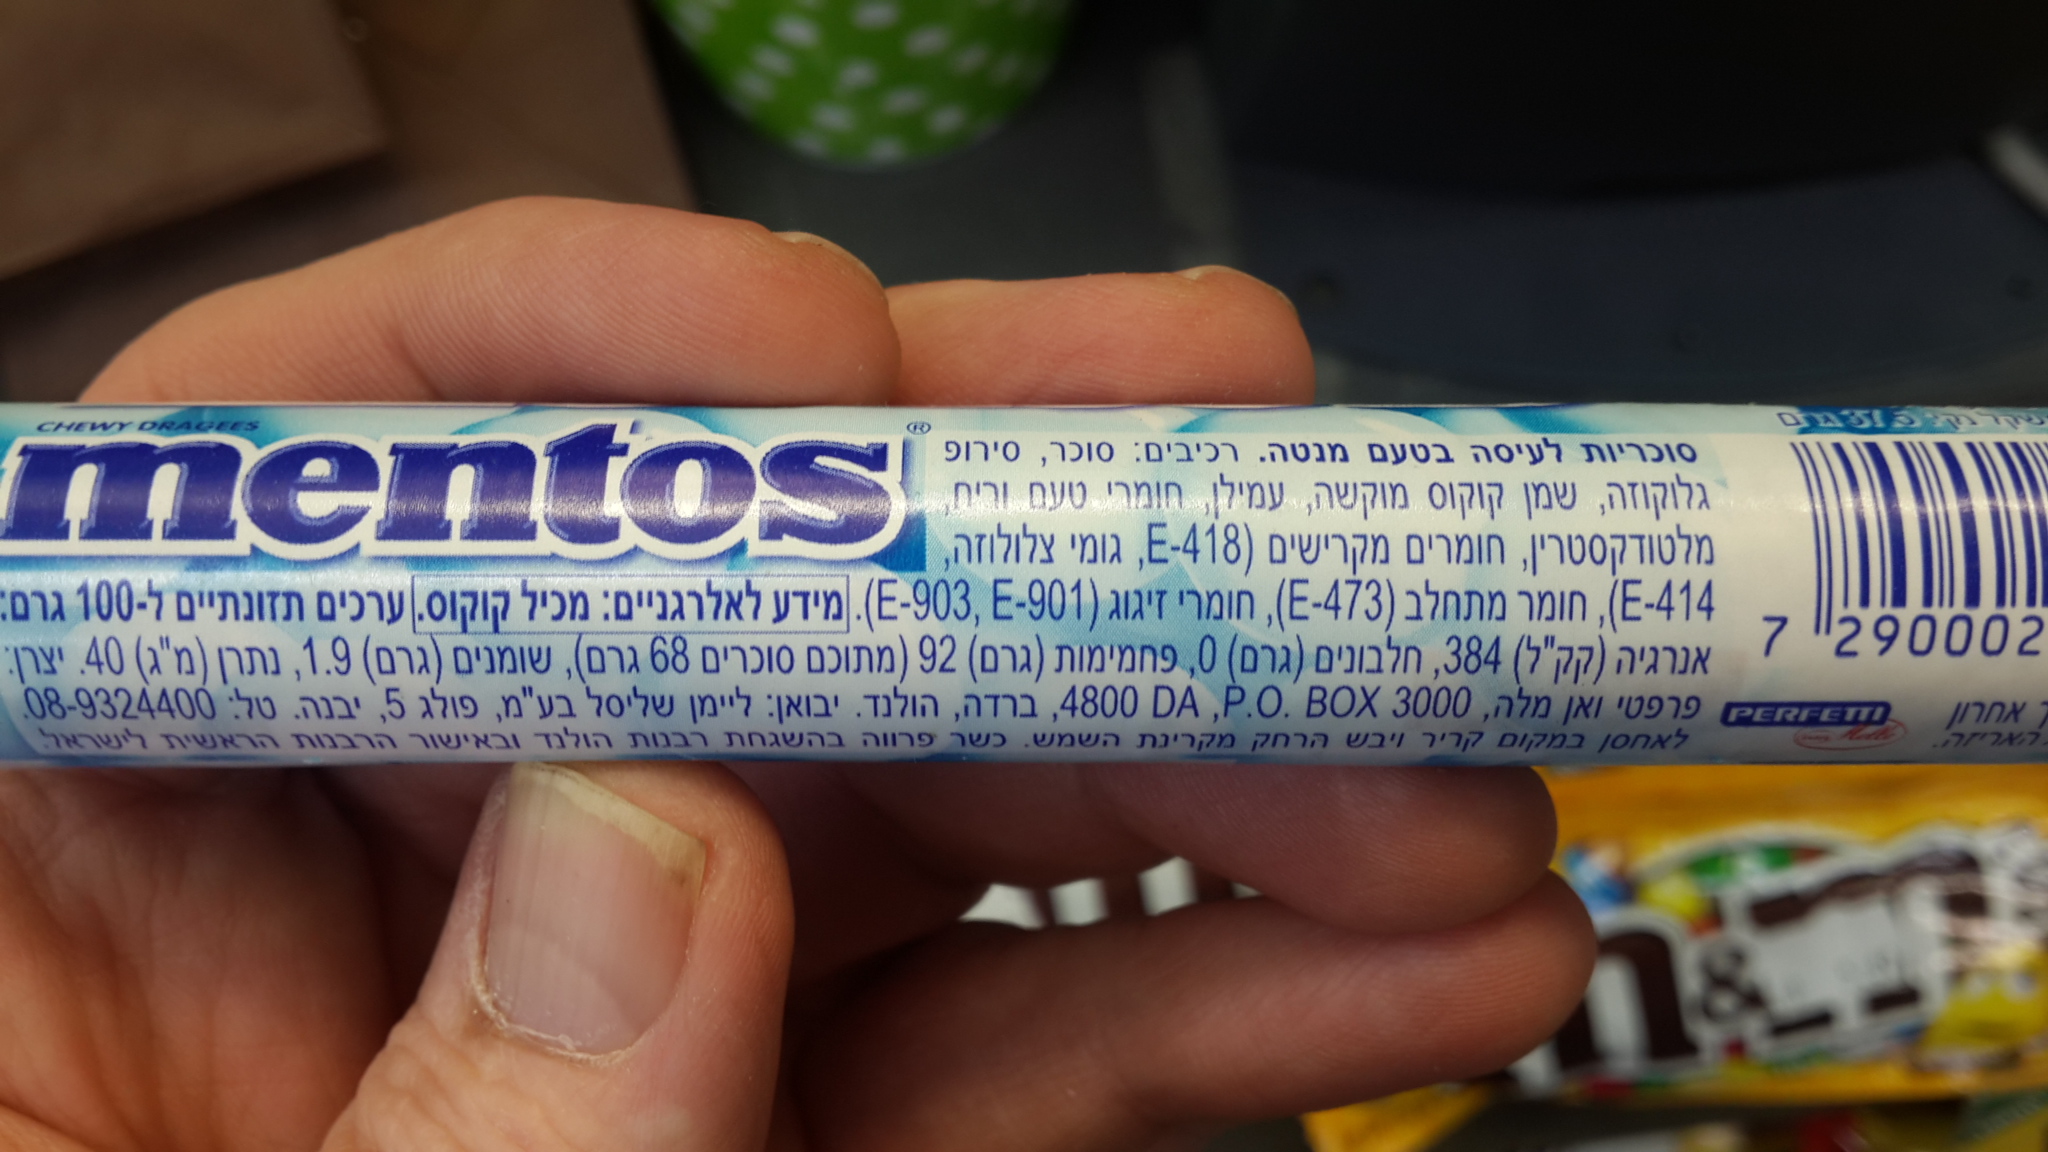 CHEWY DRAGEES
mentos®
סוכריות לעיסה בטעם מנטה. רכיבים: סוכר, סירופ
גלוקוזה, שמן קוקוס מוקשה, עמילן, חומרי טעם וריח,
מלטודקסטרין, חומרים מקרישים (E-418, גומי צלולוזה,
E-414), חומר מתחלב (E-473), חומרי זיגוג (E-903, E-901). מידע לאלרגניים: מכיל קוקוס. ערכים תזונתיים ל-100 גרם:
אנרגיה (קק"ל) 384, חלבונים (גרם) 0, פחמימות (גרם) 92 (מתוכם סוכרים 68 גרם), שומנים (גרם) 1.9, נתרן (מ"ג) 40. יצרן:
פרפטי ואן מלה, P.O. BOX 3000, 4800 DA, ברדה, הולנד. יבואן: ליימן שליסל בע"מ, פולג 5, יבנה. טל: 08-9324400.
לאחסן במקום קריר ויבש הרחק מקרינת השמש. כשר פרווה בהשגחת רבנות הולנד ובאישור הרבנות הראשית לישראל.
גרם
7 290002
PERFETTI
van Melle
אחרון
האריזה.
m&